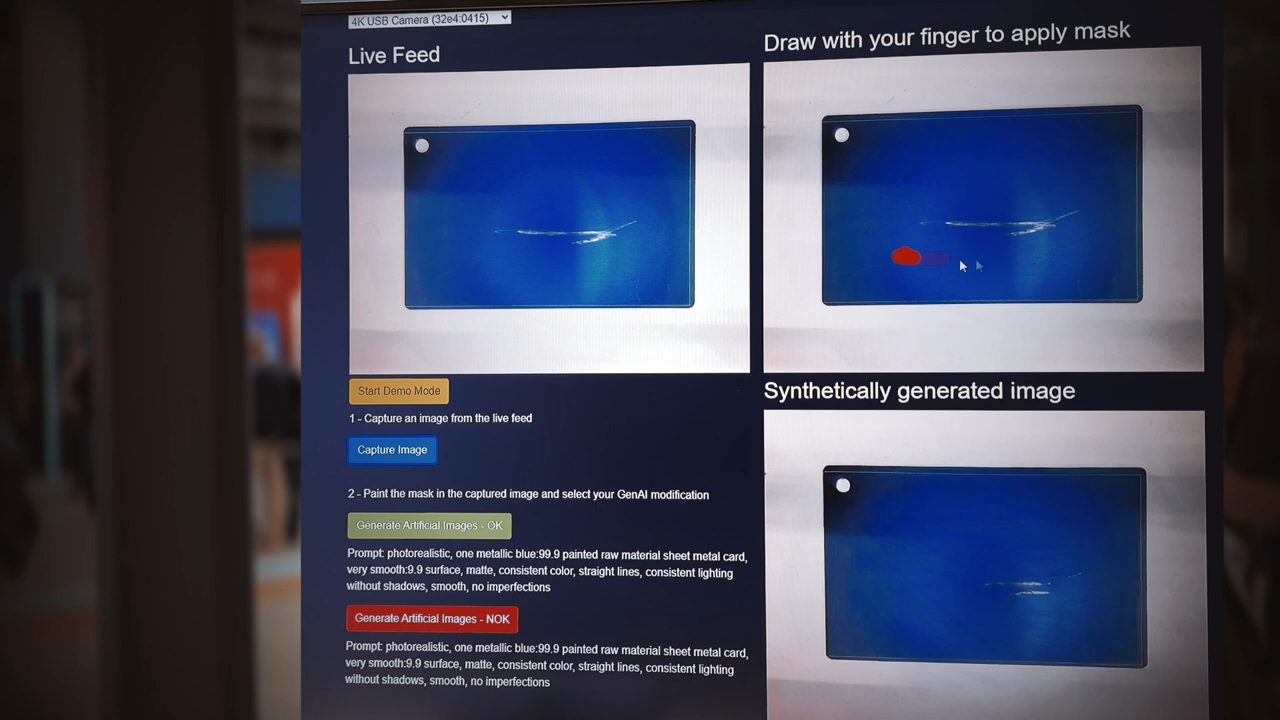 4K USB Camera (32e4:0415)
Live Feed
Draw with your finger to apply mask
Start Demo Mode
1 - Capture an image from the live feed
Capture Image
2 - Paint the mask in the captured image and select your GenAI modification
Generate Artificial Images - OK
Prompt: photorealistic, one metallic blue:99.9 painted raw material sheet metal card,
very smooth:9.9 surface, matte, consistent color, straight lines, consistent lighting
without shadows, smooth, no imperfections
Generate Artificial Images - NOK
Prompt: photorealistic, one metallic blue:99.9 painted raw material sheet metal card,
very smooth:9.9 surface, matte, consistent color, straight lines, consistent lighting
without shadows, smooth, no imperfections
Synthetically generated image